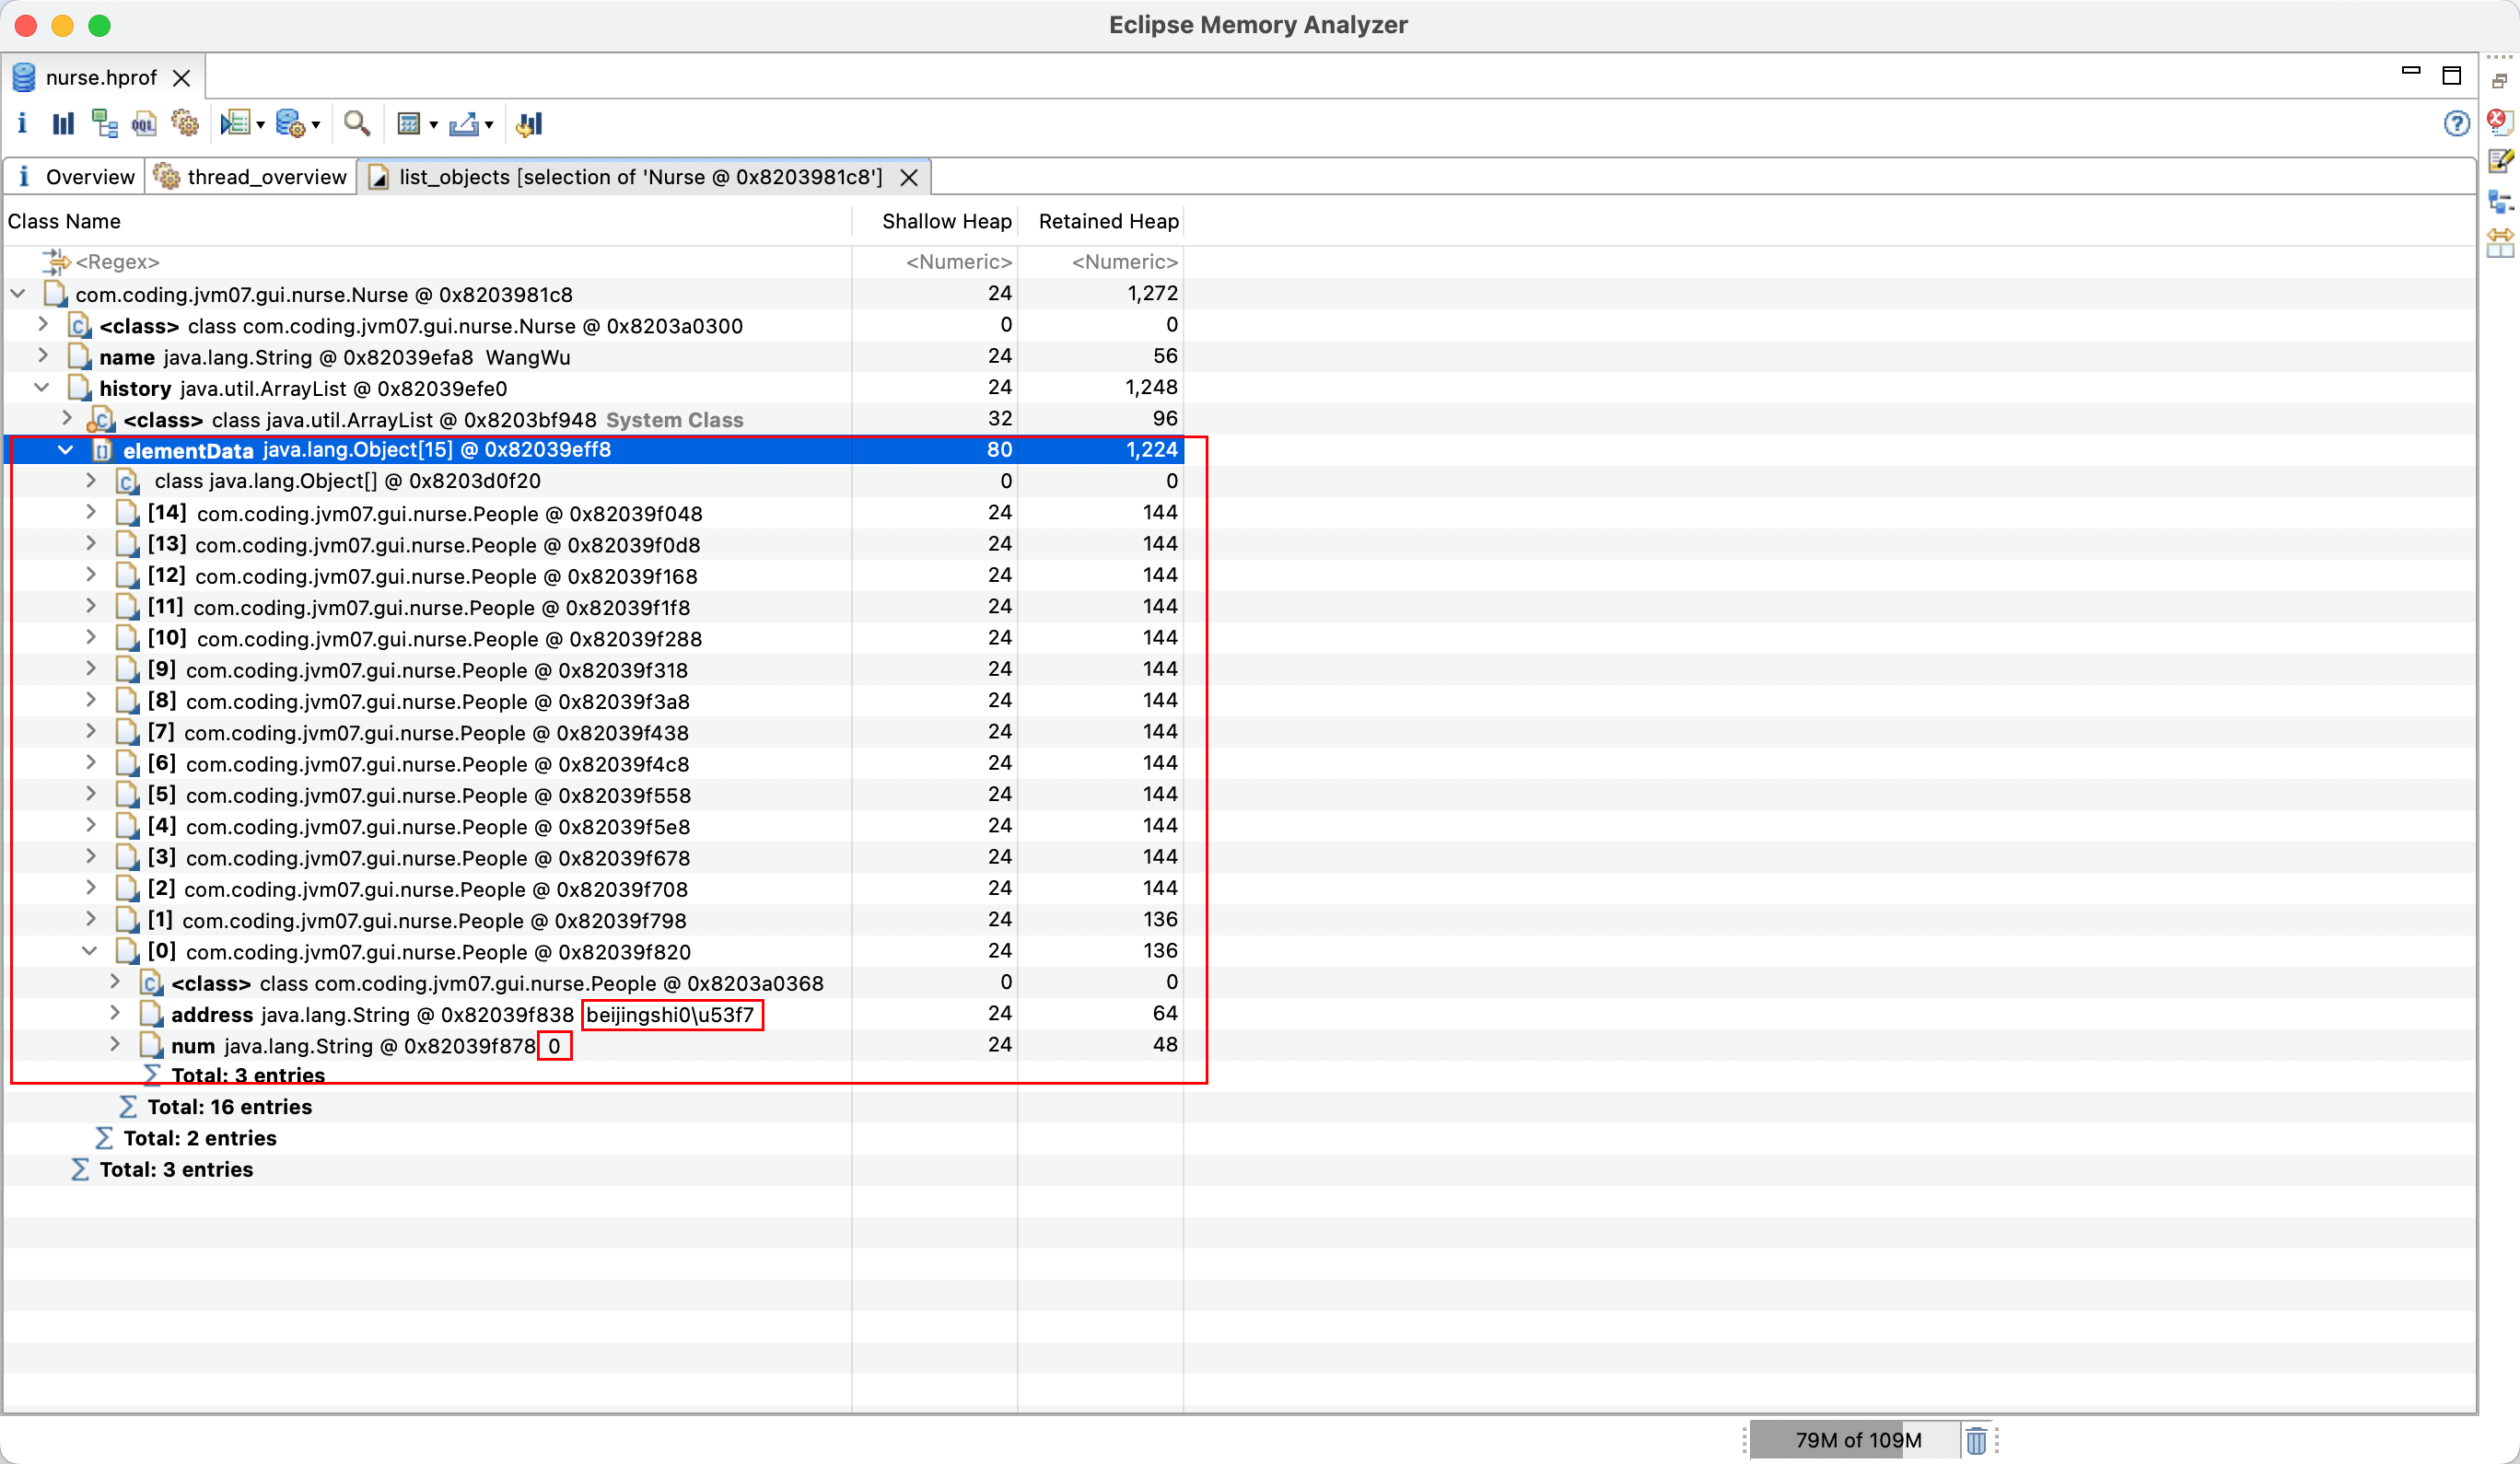 Eclipse Memory Analyzer
nurse.hprof
i OQL
i Overview thread_overview list_objects [selection of 'Nurse @ 0x8203981c8']
Class Name Shallow Heap Retained Heap
<Regex> <Numeric> <Numeric>
com.coding.jvm07.gui.nurse.Nurse @ 0x8203981c8 24 1,272
<class> class com.coding.jvm07.gui.nurse.Nurse @ 0x8203a0300 0 0
name java.lang.String @ 0x82039efa8 WangWu 24 56
history java.util.ArrayList @ 0x82039efe0 24 1,248
<class> class java.util.ArrayList @ 0x8203bf948 System Class 32 96
elementData java.lang.Object[15] @ 0x82039eff8 80 1,224
class java.lang.Object[] @ 0x8203d0f20 0 0
[14] com.coding.jvm07.gui.nurse.People @ 0x82039f048 24 144
[13] com.coding.jvm07.gui.nurse.People @ 0x82039f0d8 24 144
[12] com.coding.jvm07.gui.nurse.People @ 0x82039f168 24 144
[11] com.coding.jvm07.gui.nurse.People @ 0x82039f1f8 24 144
[10] com.coding.jvm07.gui.nurse.People @ 0x82039f288 24 144
[9] com.coding.jvm07.gui.nurse.People @ 0x82039f318 24 144
[8] com.coding.jvm07.gui.nurse.People @ 0x82039f3a8 24 144
[7] com.coding.jvm07.gui.nurse.People @ 0x82039f438 24 144
[6] com.coding.jvm07.gui.nurse.People @ 0x82039f4c8 24 144
[5] com.coding.jvm07.gui.nurse.People @ 0x82039f558 24 144
[4] com.coding.jvm07.gui.nurse.People @ 0x82039f5e8 24 144
[3] com.coding.jvm07.gui.nurse.People @ 0x82039f678 24 144
[2] com.coding.jvm07.gui.nurse.People @ 0x82039f708 24 144
[1] com.coding.jvm07.gui.nurse.People @ 0x82039f798 24 136
[0] com.coding.jvm07.gui.nurse.People @ 0x82039f820 24 136
<class> class com.coding.jvm07.gui.nurse.People @ 0x8203a0368 0 0
address java.lang.String @ 0x82039f838 beijingshi0\u53f7 24 64
num java.lang.String @ 0x82039f878 0 24 48
Total: 3 entries
Total: 16 entries
Total: 2 entries
Total: 3 entries
79M of 109M